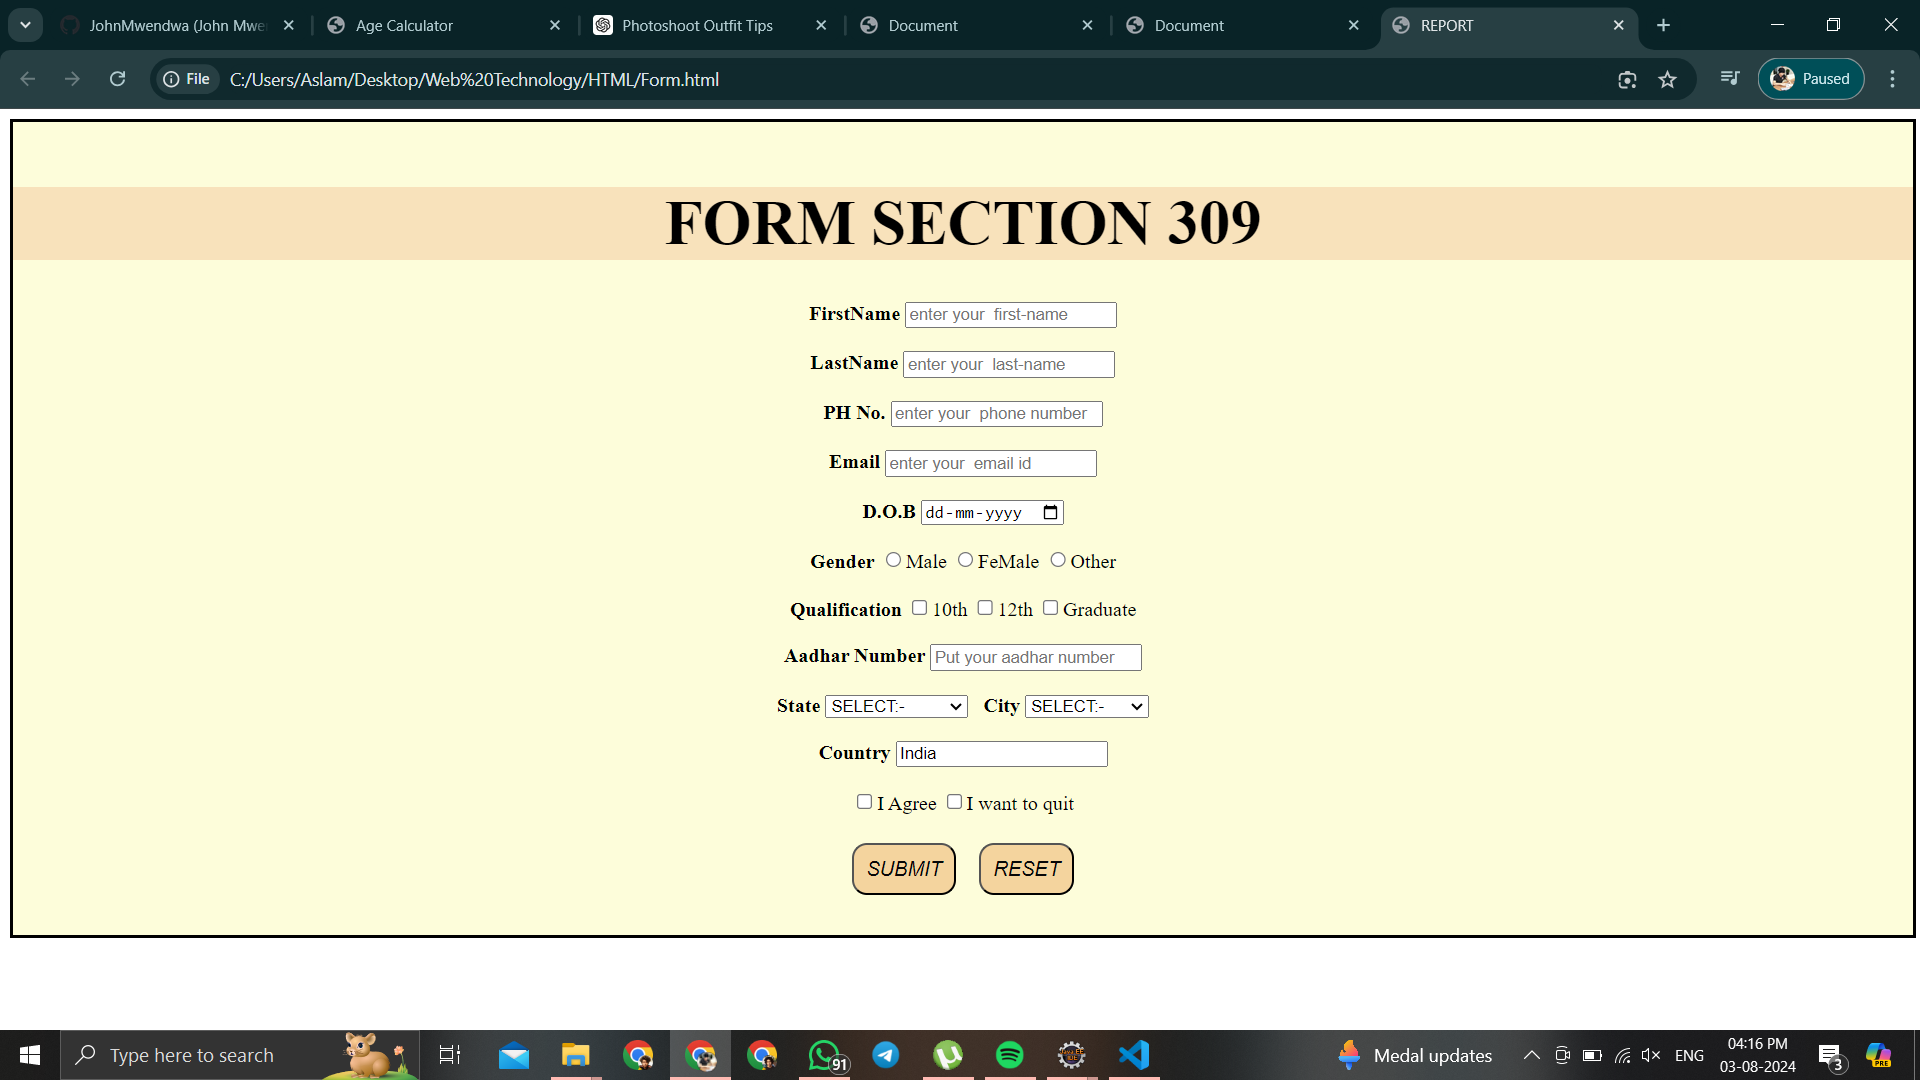 JohnMwendwa (John Mwe
Age Calculator
Photoshoot Outfit Tips
Document
Document
REPORT
File
C:/Users/Aslam/Desktop/Web%20Technology/HTML/Form.html
Paused
FORM SECTION 309
FirstName enter your first-name
LastName enter your last-name
PH No. enter your phone number
Email enter your email id
D.O.B dd-mm-yyyy
Gender Male FeMale Other
Qualification 10th 12th Graduate
Aadhar Number Put your aadhar number
State SELECT:- City SELECT:-
Country India
I Agree I want to quit
SUBMIT RESET
Type here to search
91
Medal updates
ENG
04:16 PM
03-08-2024
3
PRE